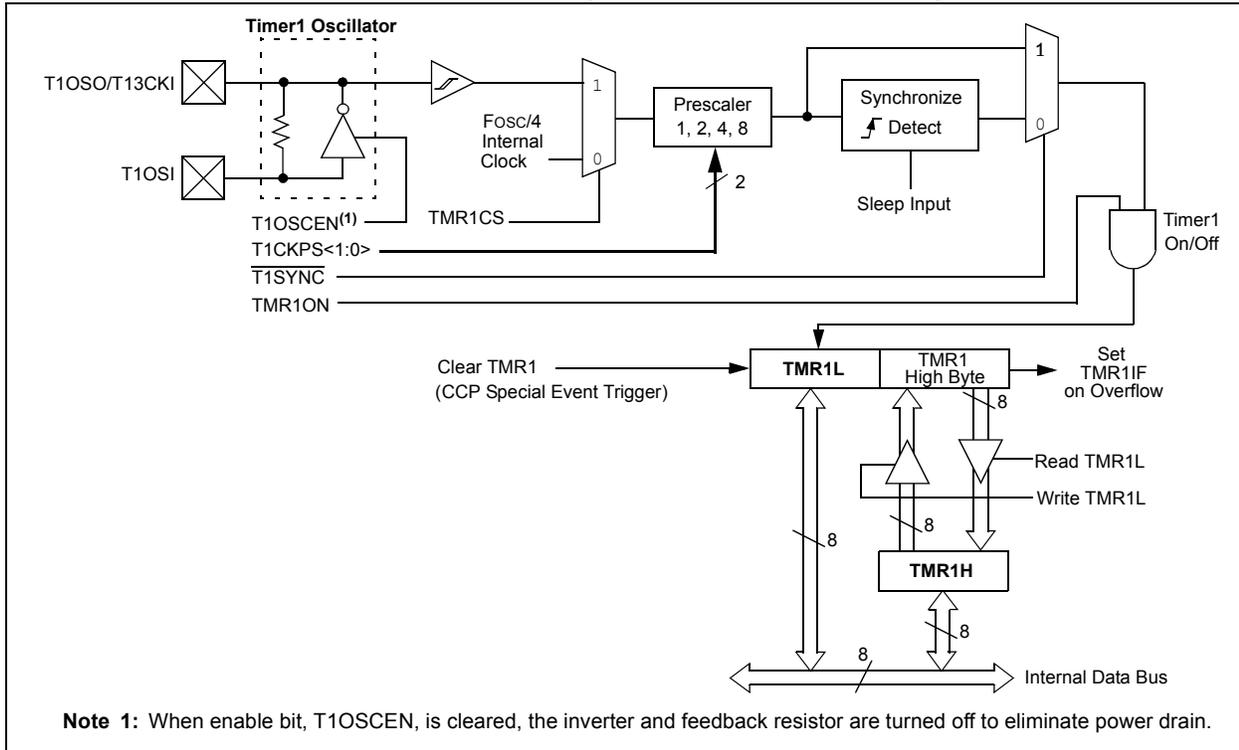 Timer1 Oscillator
T1OSO/T13CKI
T1OSI
FOSC/4
Internal
Clock
1
0
Prescaler
1, 2, 4, 8
2
Synchronize
Detect
Sleep Input
1
0
T1OSCEN(1)
TMR1CS
T1CKPS<1:0>
T1SYNC
TMR1ON
Timer1
On/Off
Clear TMR1
(CCP Special Event Trigger)
TMR1L
TMR1
High Byte
Set
TMR1IF
on Overflow
8
Read TMR1L
Write TMR1L
8
8
TMR1H
8
8
Internal Data Bus
Note 1: When enable bit, T1OSCEN, is cleared, the inverter and feedback resistor are turned off to eliminate power drain.